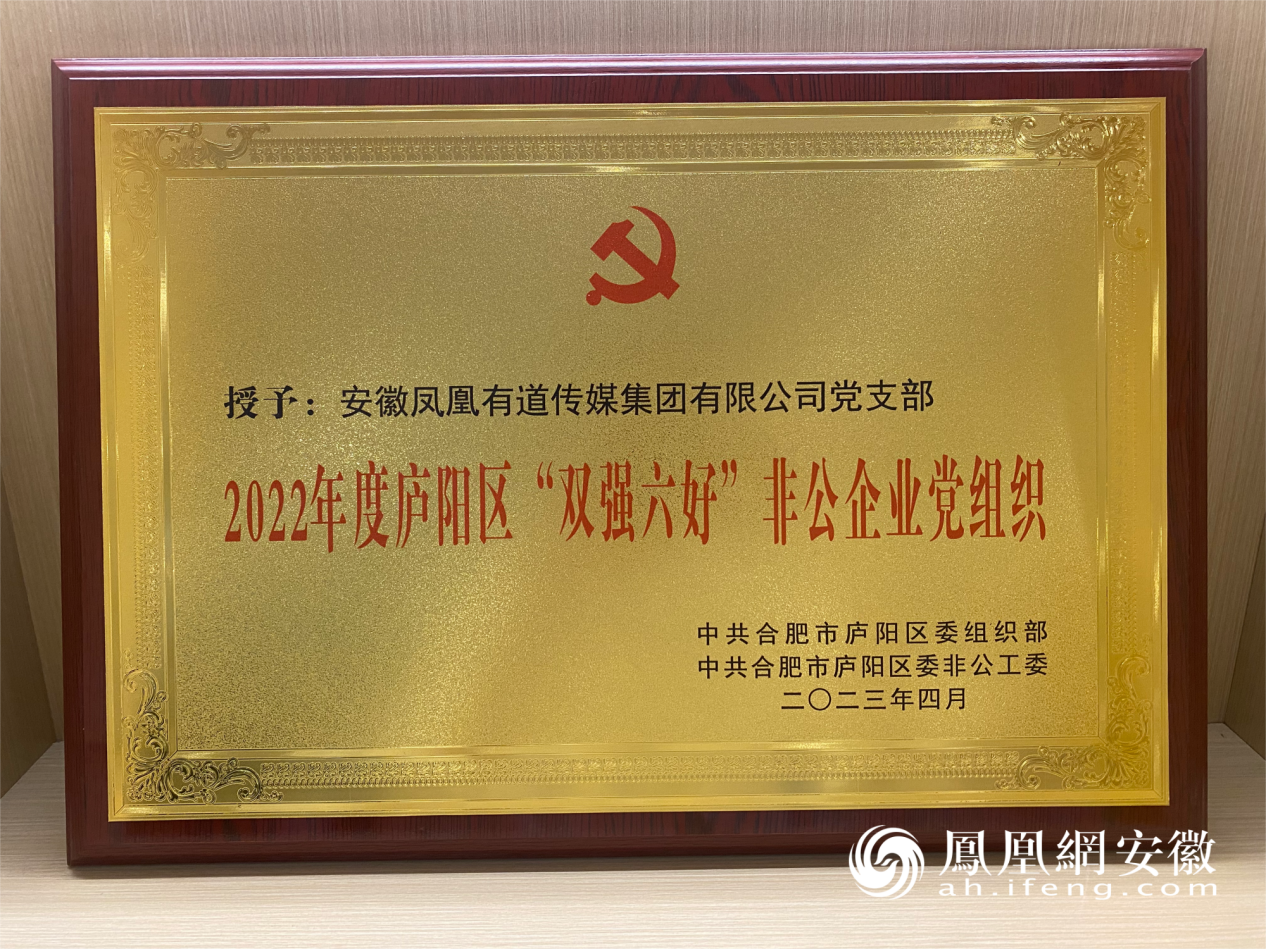 授予：安徽凤凰有道传媒集团有限公司党支部
2022年度庐阳区“双强六好”非公企业党组织
中共合肥市庐阳区委组织部
中共合肥市庐阳区委非公工委
二〇二三年四月
鳳凰網安徽
ah.ifeng.com